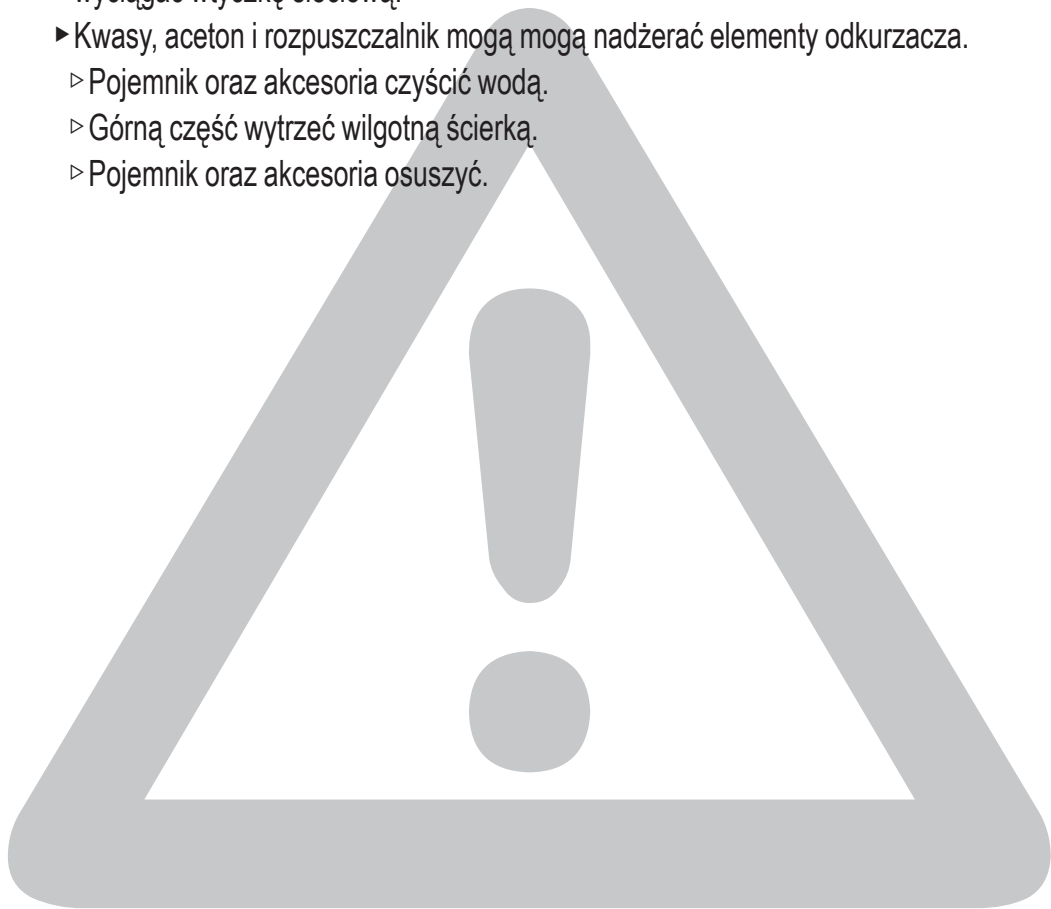 ▸Kwasy, aceton i rozpuszczalnik mogą mogą nadżerać elementy odkurzacza.
▹Pojemnik oraz akcesoria czyścić wodą.
▹Górną część wytrzeć wilgotną ścierką.
▹Pojemnik oraz akcesoria osuszyć.